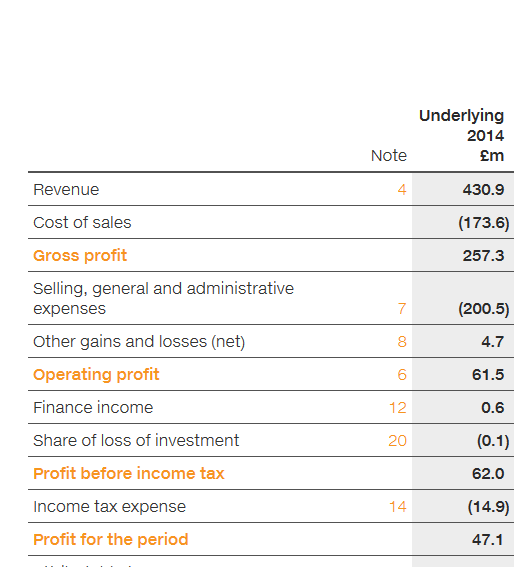 Underlying
2014
Note £m
Revenue 4 430.9
Cost of sales (173.6)
Gross profit 257.3
Selling, general and administrative
expenses 7 (200.5)
Other gains and losses (net) 8 4.7
Operating profit 6 61.5
Finance income 12 0.6
Share of loss of investment 20 (0.1)
Profit before income tax 62.0
Income tax expense 14 (14.9)
Profit for the period 47.1